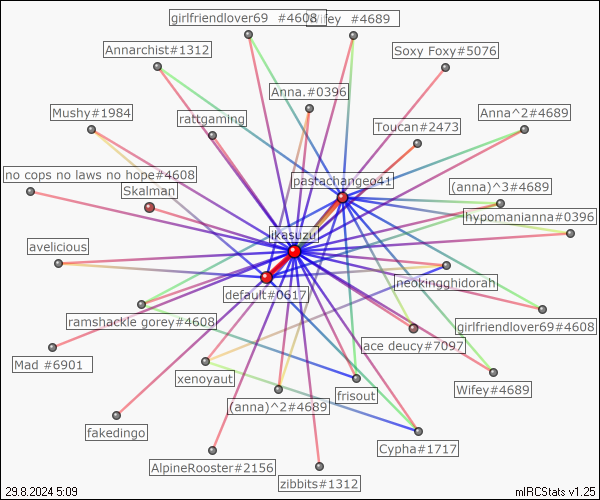 girlfriendlover69 #4608
Wifey #4689
Annarchist#1312
Soxy Foxy#5076
Anna.#0396
Mushy#1984
rattgaming
Toucan#2473
Anna^2#4689
no cops no laws no hope#4608
Skalman
pastachangeo41
(anna)^3#4689
hypomanianna#0396
ikasuzu
avelicious
default#0617
neokingghidorah
ramshackle gorey#4608
girlfriendlover69#4608
ace deucy#7097
Mad #6901
xenoyaut
(anna)^2#4689
frisout
Wifey#4689
fakedingo
Cypha#1717
AlpineRooster#2156
zibbits#1312
29.8.2024 5:09
mIRCStats v1.25